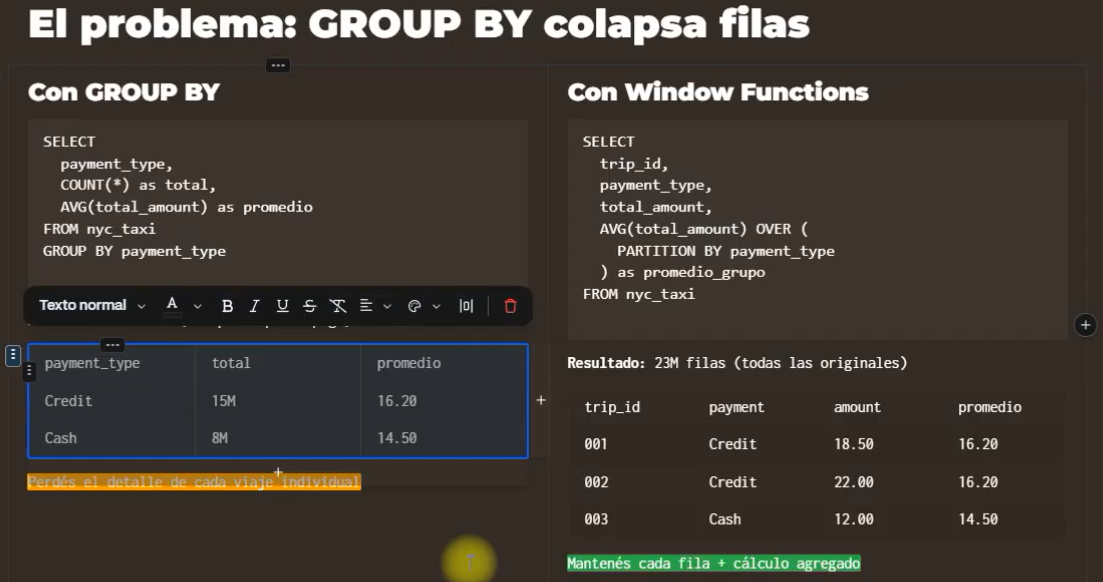 El problema: GROUP BY colapsa filas
Con GROUP BY
SELECT
payment_type,
COUNT(*) as total,
AVG(total_amount) as promedio
FROM nyc_taxi
GROUP BY payment_type
Texto normal
payment_type total promedio
Credit 15M 16.20
Cash 8M 14.50
Perdés el detalle de cada viaje individual
Con Window Functions
SELECT
trip_id,
payment_type,
total_amount,
AVG(total_amount) OVER (
PARTITION BY payment_type
) as promedio_grupo
FROM nyc_taxi
Resultado: 23M filas (todas las originales)
trip_id payment amount promedio
001 Credit 18.50 16.20
002 Credit 22.00 16.20
003 Cash 12.00 14.50
Mantenés cada fila + cálculo agregado